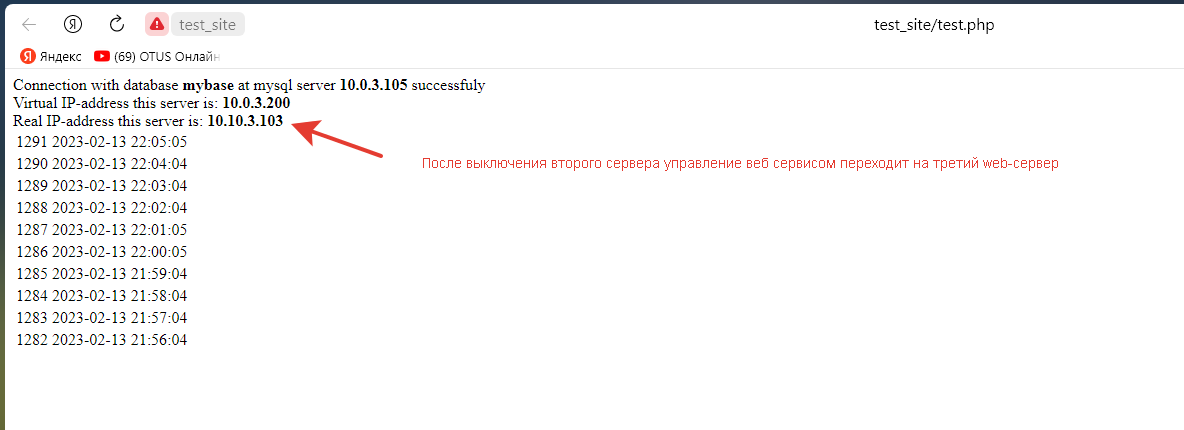 Я
test_site
test_site/test.php
Я Яндекс
(69) OTUS Онлайн
Connection with database mybase at mysql server 10.0.3.105 successfuly
Virtual IP-address this server is: 10.0.3.200
Real IP-address this server is: 10.10.3.103
После выключения второго сервера управление веб сервисом переходит на третий web-сервер
1291 2023-02-13 22:05:05
1290 2023-02-13 22:04:04
1289 2023-02-13 22:03:04
1288 2023-02-13 22:02:04
1287 2023-02-13 22:01:05
1286 2023-02-13 22:00:05
1285 2023-02-13 21:59:04
1284 2023-02-13 21:58:04
1283 2023-02-13 21:57:04
1282 2023-02-13 21:56:04